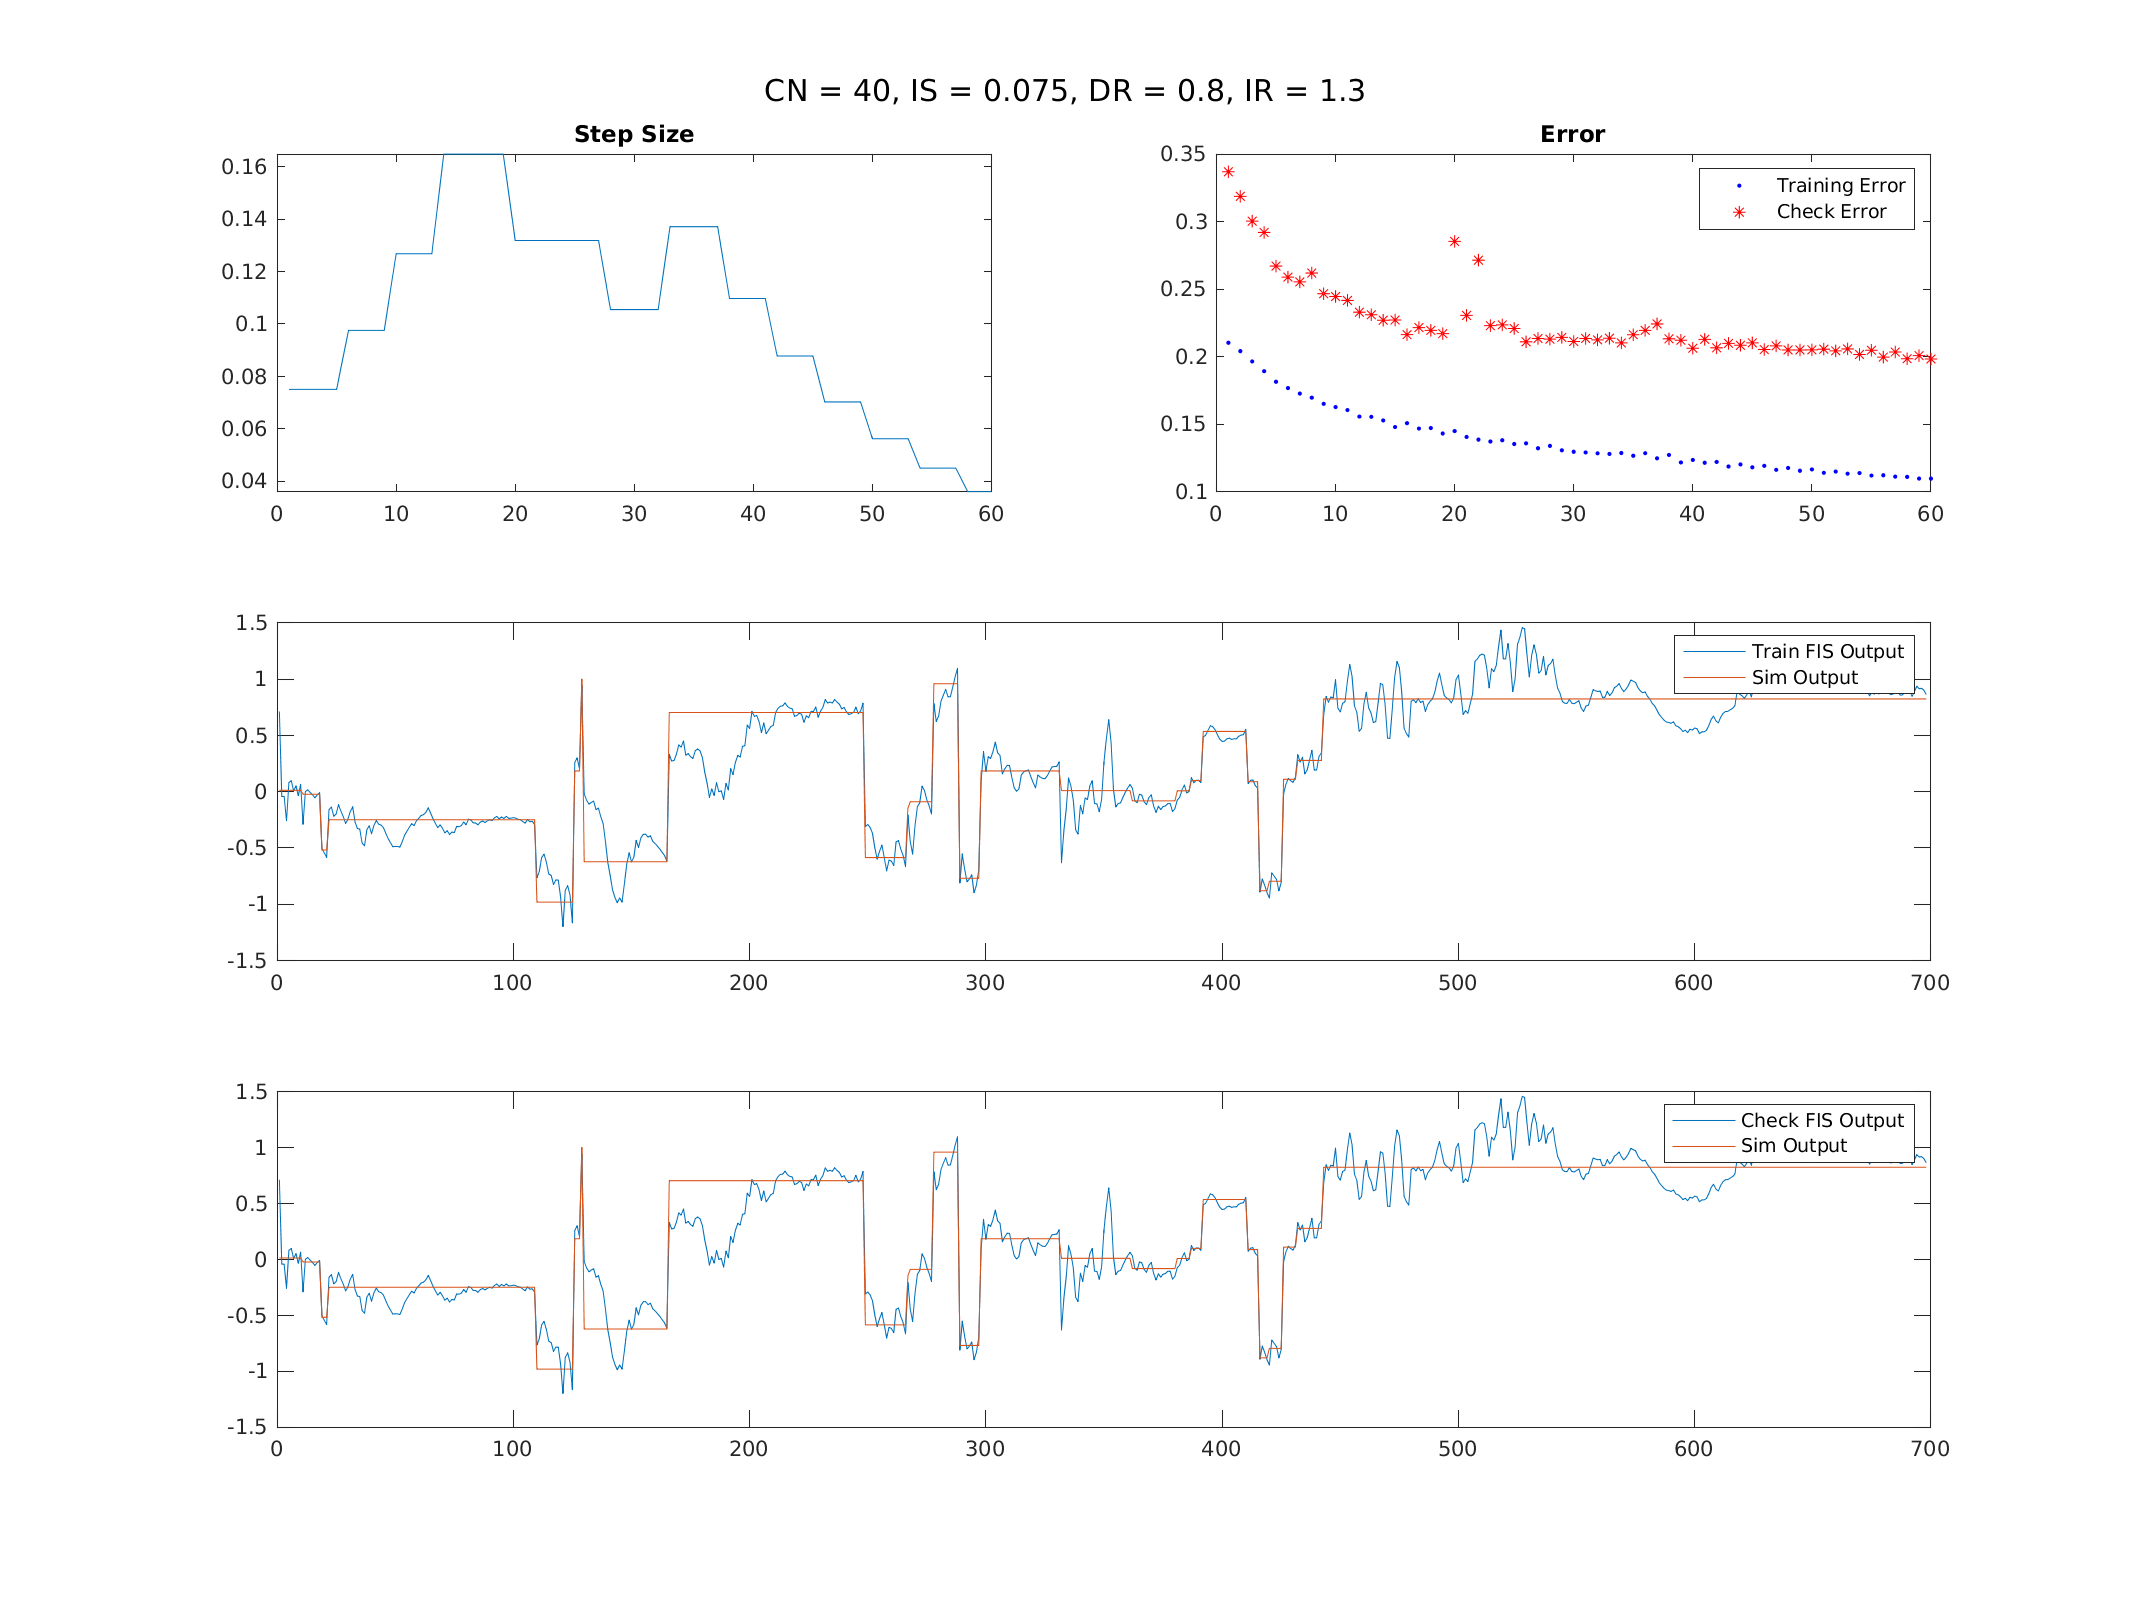 CN = 40, IS = 0.075, DR = 0.8, IR = 1.3
Step Size
0.16
0.14
0.12
0.1
0.08
0.06
0.04
0 10 20 30 40 50 60
Error
0.35
0.3
0.25
0.2
0.15
0.1
0 10 20 30 40 50 60
Training Error
Check Error
1.5
1
0.5
0
-0.5
-1
-1.5
0 100 200 300 400 500 600 700
Train FIS Output
Sim Output
1.5
1
0.5
0
-0.5
-1
-1.5
0 100 200 300 400 500 600 700
Check FIS Output
Sim Output